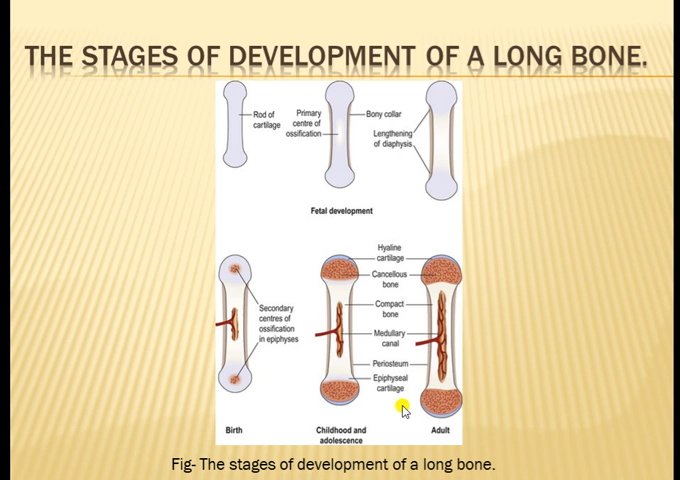 THE STAGES OF DEVELOPMENT OF A LONG BONE.
Rod of
cartilage
Primary
centre of
ossification
Bony collar
Lengthening
of diaphysis
Fetal development
Hyaline
cartilage
Cancellous
bone
Secondary
centres of
ossification
in epiphyses
Compact
bone
Medullary
canal
Periosteum
Epiphyseal
cartilage
Birth
Childhood and
adolescence
Adult
Fig- The stages of development of a long bone.